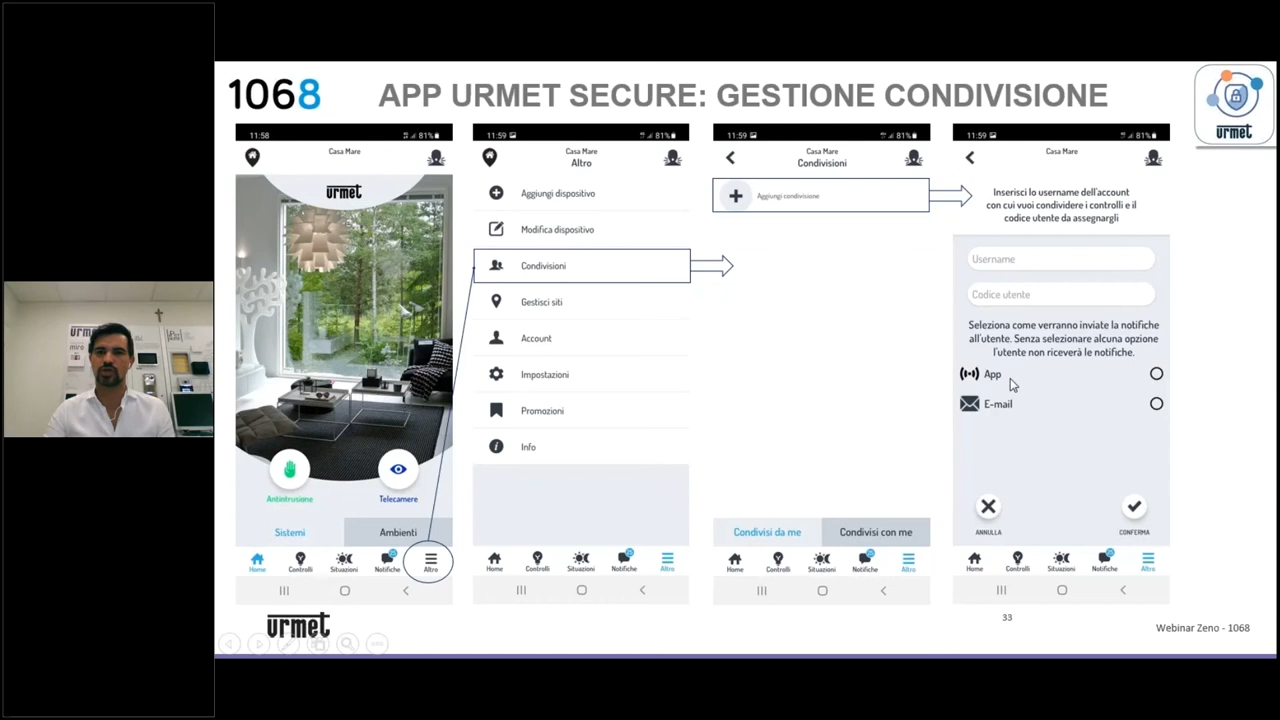 1068
APP URMET SECURE: GESTIONE CONDIVISIONE
urmet
11:58
81%
Casa Mare
urmet
Antintrusione
Telecamere
Sistemi
Ambienti
Home
Controlli
Situazioni
Notifiche
Altro
11:59
81%
Casa Mare
Altro
Aggiungi dispositivo
Modifica dispositivo
Condivisioni
Gestisci siti
Account
Impostazioni
Promozioni
Info
Home
Controlli
Situazioni
Notifiche
Altro
11:59
81%
Casa Mare
Condivisioni
Aggiungi condivisione
Condivisi da me
Condivisi con me
Home
Controlli
Situazioni
Notifiche
Altro
11:59
81%
Casa Mare
Inserisci lo username dell'account
con cui vuoi condividere i controlli e il
codice utente da assegnargli
Username
Codice utente
Seleziona come verranno inviate le notifiche
all'utente. Senza selezionare alcuna opzione
l'utente non riceverà le notifiche.
App
E-mail
ANNULLA
CONFERMA
Home
Controlli
Situazioni
Notifiche
Altro
urmet
33
Webinar Zeno - 1068